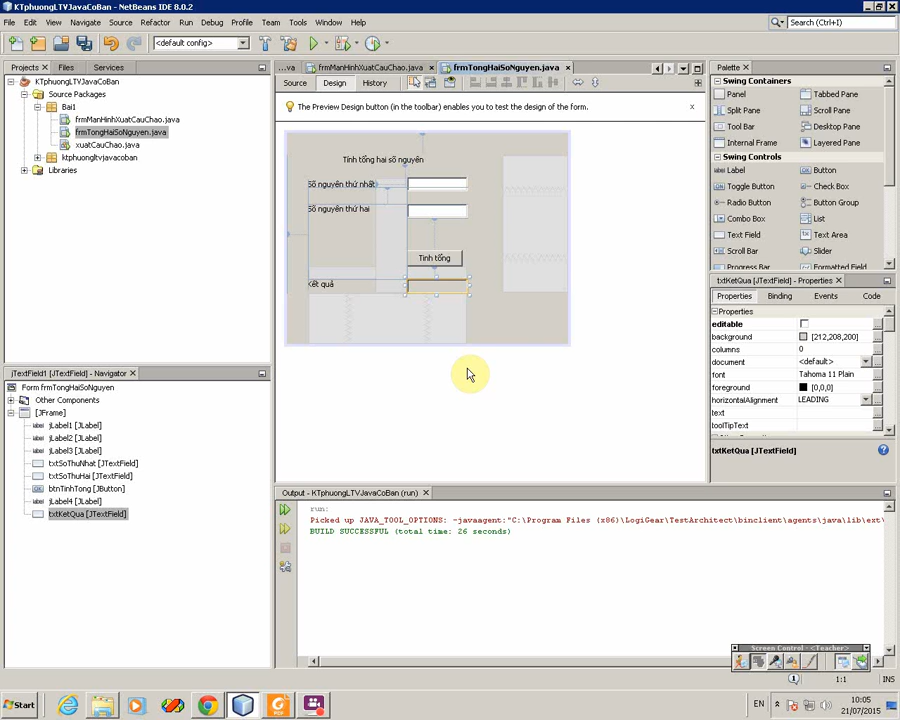 KTphuongLTVJavaCoBan - NetBeans IDE 8.0.2
File Edit View Navigate Source Refactor Run Debug Profile Team Tools Window Help
Search (Ctrl+I)
<default config>
Projects Files Services
KTphuongLTVJavaCoBan
Source Packages
Bai1
frmManHinhXuatCauChao.java
frmTongHaiSoNguyen.java
xuatCauChao.java
ktphuongltvjavacoban
Libraries
...va frmManHinhXuatCauChao.java frmTongHaiSoNguyen.java
Source Design History
The Preview Design button (in the toolbar) enables you to test the design of the form. x
Tính tổng hai số nguyên
Số nguyên thứ nhất
Số nguyên thứ hai
Tính tổng
Kết quả
Palette
Swing Containers
Panel Tabbed Pane
Split Pane Scroll Pane
Tool Bar Desktop Pane
Internal Frame Layered Pane
Swing Controls
Label Button
Toggle Button Check Box
Radio Button Button Group
Combo Box List
Text Field Text Area
Scroll Bar Slider
Progress Bar Formatted Field
txtKetQua [JTextField] - Properties
Properties Binding Events Code
Properties
editable
background [212,208,200]
columns 0
document <default>
font Tahoma 11 Plain
foreground [0,0,0]
horizontalAlignment LEADING
text
toolTipText
txtKetQua [JTextField]
jTextField1 [JTextField] - Navigator
Form frmTongHaiSoNguyen
Other Components
[JFrame]
jLabel1 [JLabel]
jLabel2 [JLabel]
jLabel3 [JLabel]
txtSoThuNhat [JTextField]
txtSoThuHai [JTextField]
btnTinhTong [JButton]
jLabel4 [JLabel]
txtKetQua [JTextField]
Output - KTphuongLTVJavaCoBan (run)
run:
Picked up JAVA_TOOL_OPTIONS: -javaagent:"C:\Program Files (x86)\LogiGear\TestArchitect\binclient\agents\java\lib\ext\
BUILD SUCCESSFUL (total time: 26 seconds)
Screen Control - <Teacher>
1:1 INS
Start
EN
10:05
21/07/2015